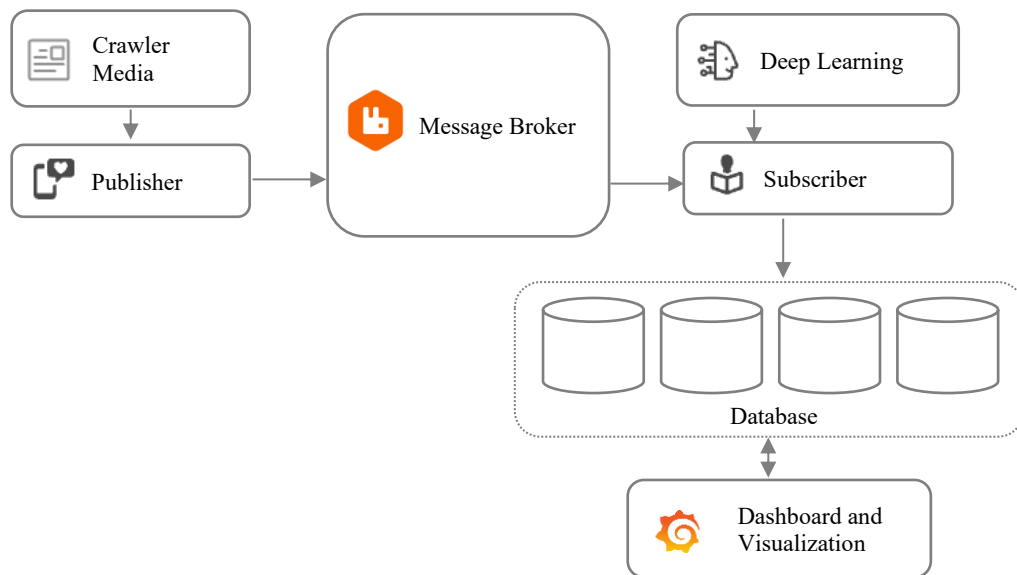 Crawler
Media
Publisher
Message Broker
Deep Learning
Subscriber
Database
Dashboard and
Visualization